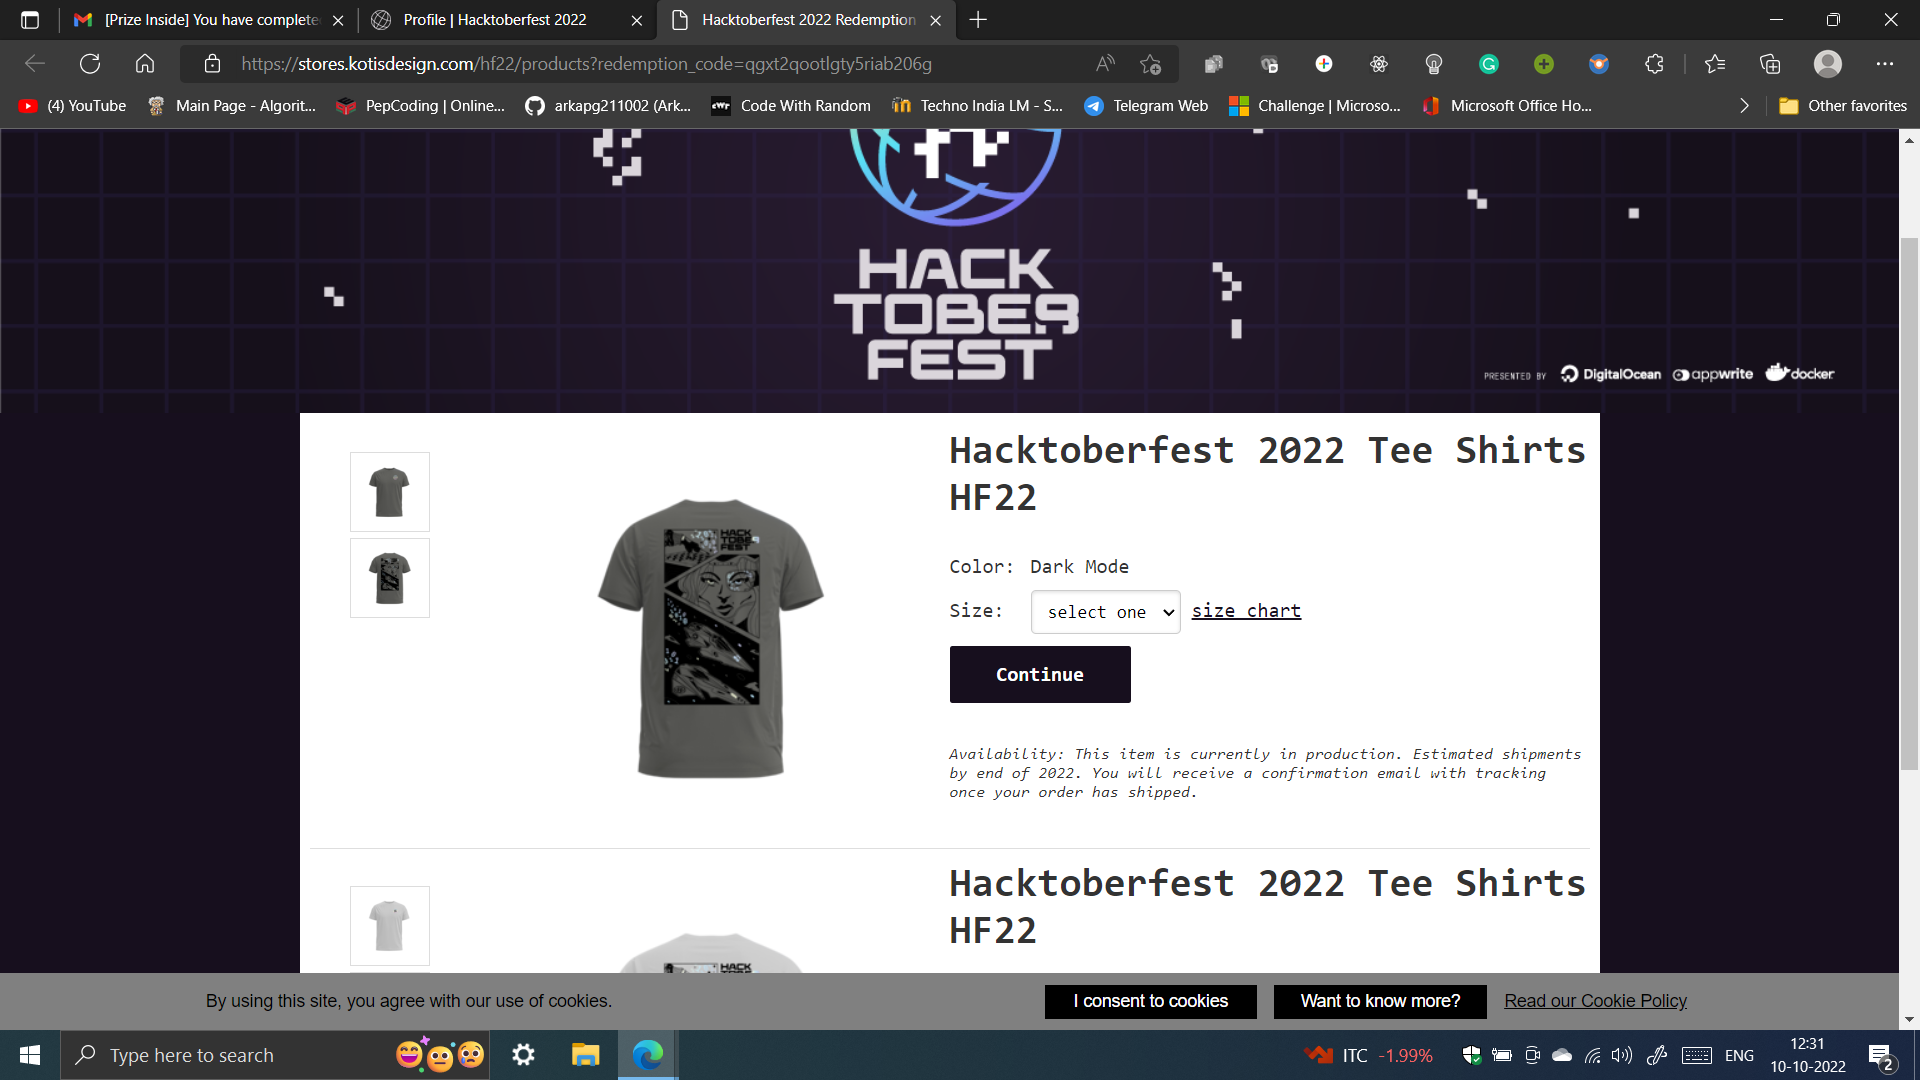 [Prize Inside] You have complete
Profile | Hacktoberfest 2022
Hacktoberfest 2022 Redemption
https://stores.kotisdesign.com/hf22/products?redemption_code=qgxt2qootlgty5riab206g
(4) YouTube
Main Page - Algorit...
PepCoding | Online...
arkapg211002 (Ark...
Code With Random
Techno India LM - S...
Telegram Web
Challenge | Microso...
Microsoft Office Ho...
Other favorites
HACK
TOBER
FEST
PRESENTED BY DigitalOcean appwrite docker
Hacktoberfest 2022 Tee Shirts
HF22
HACK
TOBER
FEST
Color: Dark Mode
Size: select one size chart
Continue
Availability: This item is currently in production. Estimated shipments
by end of 2022. You will receive a confirmation email with tracking
once your order has shipped.
Hacktoberfest 2022 Tee Shirts
HF22
HACK
By using this site, you agree with our use of cookies.
I consent to cookies
Want to know more?
Read our Cookie Policy
Type here to search
ITC -1.99%
ENG
12:31
10-10-2022
2